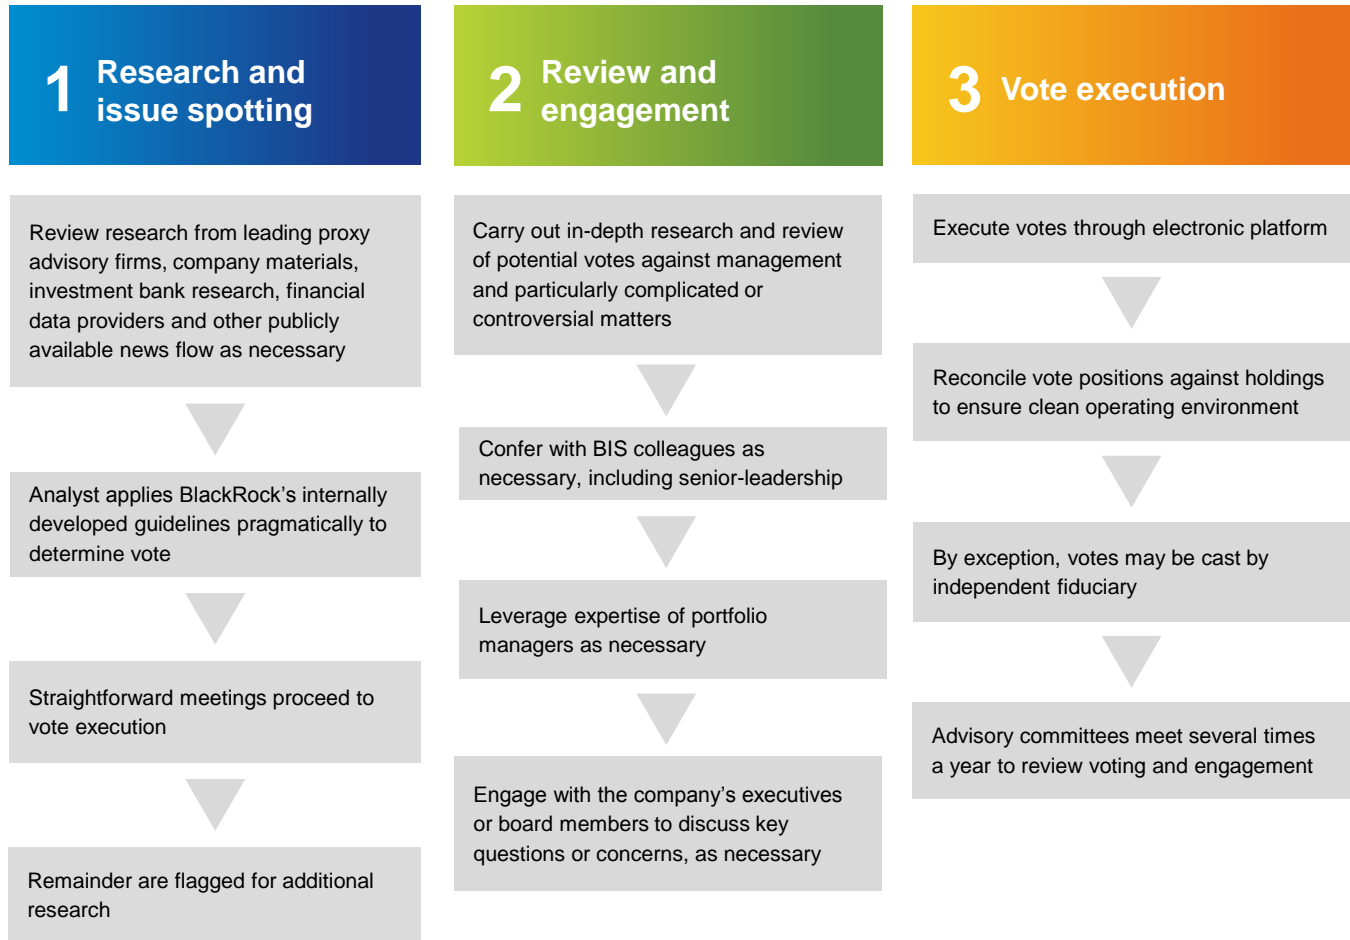 1
Research and
issue spotting
Review research from leading proxy
advisory firms, company materials,
investment bank research, financial
data providers and other publicly
available news flow as necessary
Analyst applies BlackRock’s internally
developed guidelines pragmatically to
determine vote
Straightforward meetings proceed to
vote execution
Remainder are flagged for additional
research
2
Review and
engagement
Carry out in-depth research and review
of potential votes against management
and particularly complicated or
controversial matters
Confer with BIS colleagues as
necessary, including senior-leadership
Leverage expertise of portfolio
managers as necessary
Engage with the company’s executives
or board members to discuss key
questions or concerns, as necessary
3 Vote execution
Execute votes through electronic platform
Reconcile vote positions against holdings
to ensure clean operating environment
By exception, votes may be cast by
independent fiduciary
Advisory committees meet several times
a year to review voting and engagement